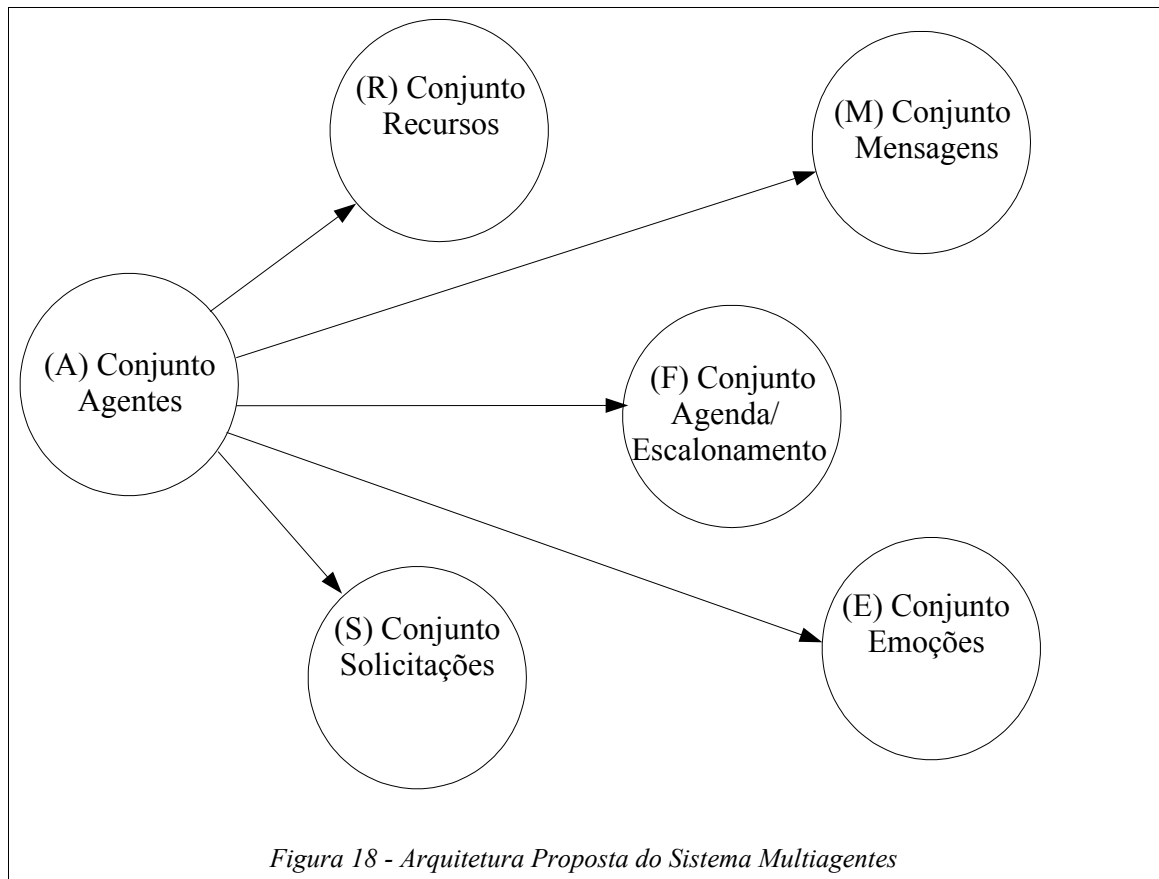 (R) Conjunto
Recursos
(M) Conjunto
Mensagens
(A) Conjunto
Agentes
(F) Conjunto
Agenda/
Escalonamento
(S) Conjunto
Solicitações
(E) Conjunto
Emoções
Figura 18 - Arquitetura Proposta do Sistema Multiagentes